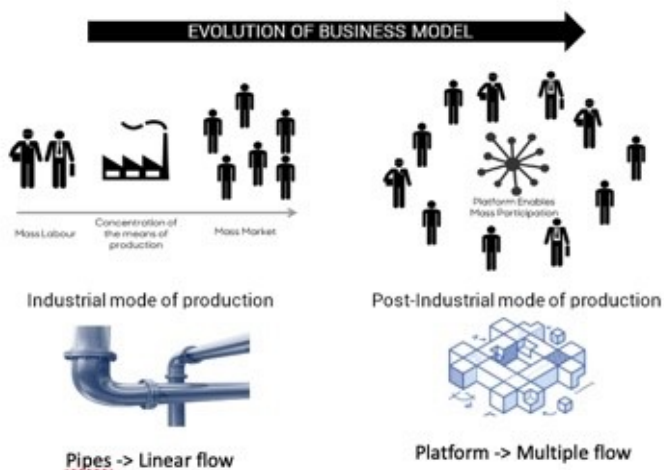 EVOLUTION OF BUSINESS MODEL
Mass Labour
Concentration of
the means of
production
Mass Market
Platform Enables
Mass Participation
Industrial mode of production
Post-Industrial mode of production
Pipes -> Linear flow
Platform -> Multiple flow